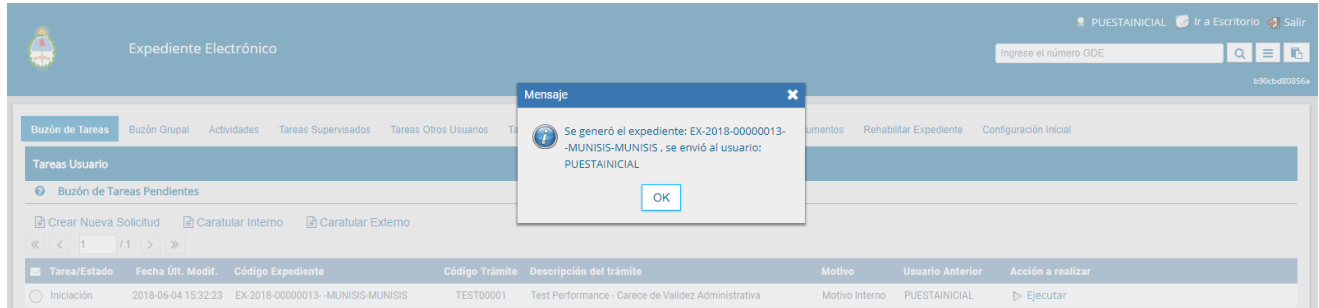 PUESTAINICIAL Ir a Escritorio Salir
Expediente Electrónico
Ingrese el número GDE
b90cbd80856a
Mensaje
Se generó el expediente: EX-2018-00000013-
-MUNISIS-MUNISIS , se envió al usuario:
PUESTAINICIAL
OK
Buzón de Tareas Buzón Grupal Actividades Tareas Supervisados Tareas Otros Usuarios Rehabilitar Expediente Configuración Inicial
Tareas Usuario
Buzón de Tareas Pendientes
Crear Nueva Solicitud Caratular Interno Caratular Externo
1 /1
Tarea/Estado Fecha Últ. Modif. Código Expediente Código Trámite Descripción del trámite Motivo Usuario Anterior Acción a realizar
Iniciación 2018-06-04 15:32:23 EX-2018-00000013- -MUNISIS-MUNISIS TEST00001 Test Performance - Carece de Validez Administrativa Motivo Interno PUESTAINICIAL Ejecutar